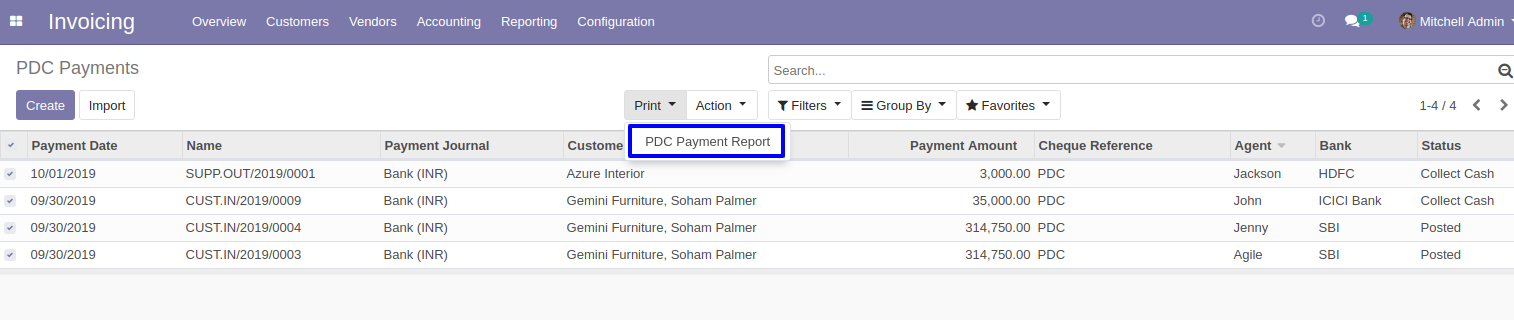 Invoicing Overview Customers Vendors Accounting Reporting Configuration 1 Mitchell Admin
PDC Payments Search...
Create Import Print Action Filters Group By Favorites 1-4 / 4
PDC Payment Report
Payment Date Name Payment Journal Custome Payment Amount Cheque Reference Agent Bank Status
10/01/2019 SUPP.OUT/2019/0001 Bank (INR) Azure Interior 3,000.00 PDC Jackson HDFC Collect Cash
09/30/2019 CUST.IN/2019/0009 Bank (INR) Gemini Furniture, Soham Palmer 35,000.00 PDC John ICICI Bank Collect Cash
09/30/2019 CUST.IN/2019/0004 Bank (INR) Gemini Furniture, Soham Palmer 314,750.00 PDC Jenny SBI Posted
09/30/2019 CUST.IN/2019/0003 Bank (INR) Gemini Furniture, Soham Palmer 314,750.00 PDC Agile SBI Posted